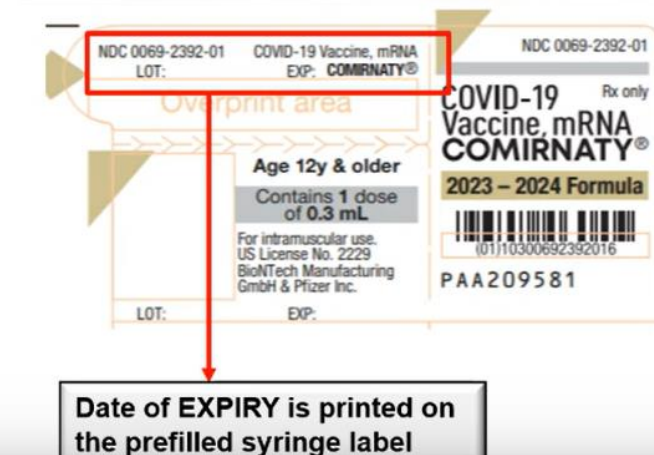 NDC 0069-2392-01 COVID-19 Vaccine, mRNA
LOT: EXP: COMIRNATY®
Overprint area
Age 12y & older
Contains 1 dose
of 0.3 mL
For intramuscular use.
US License No. 2229
BioNTech Manufacturing
GmbH & Pfizer Inc.
LOT: EXP:
NDC 0069-2392-01
COVID-19 Rx only
Vaccine, mRNA
COMIRNATY®
2023 – 2024 Formula
(01)10300692392016
PAA209581
Date of EXPIRY is printed on
the prefilled syringe label